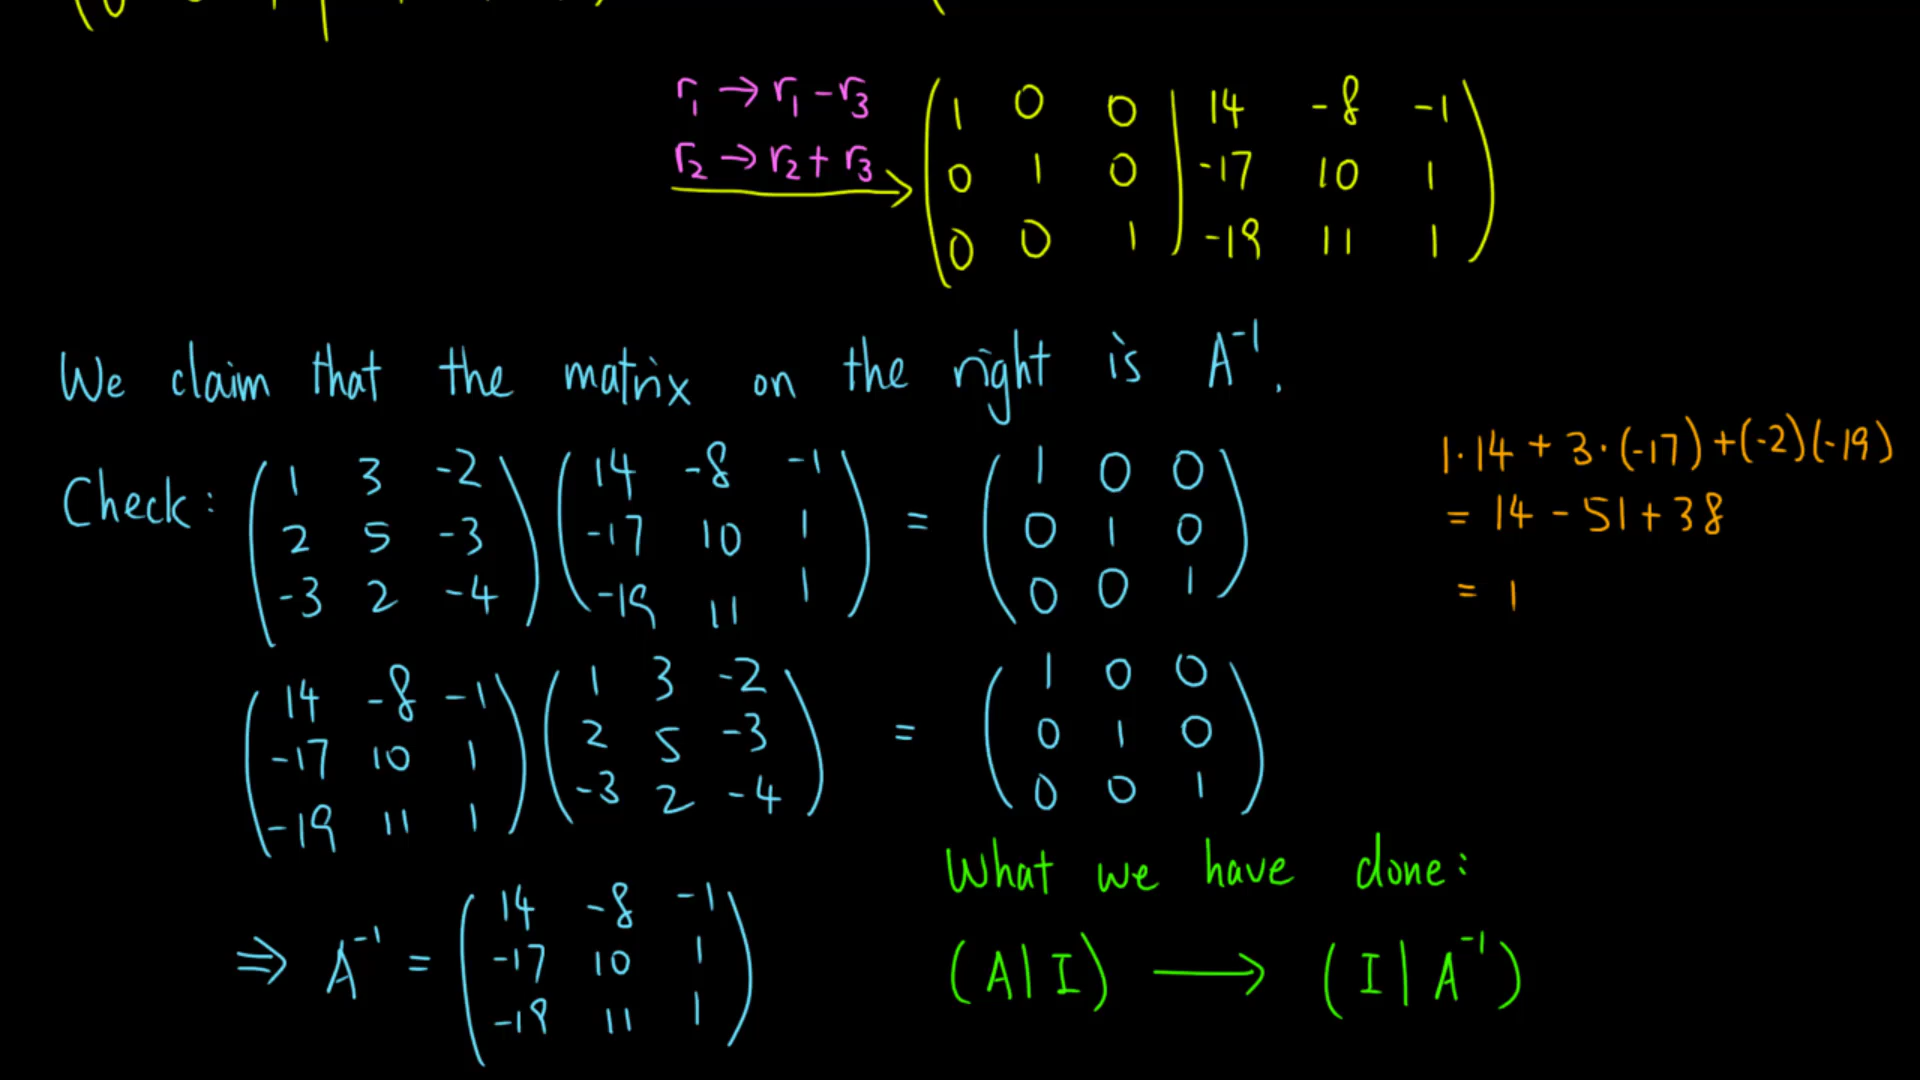 r₁ → r₁ - r₃
r₂ → r₂ + r₃
( 1 0 0 | 14 -8 -1 )
( 0 1 0 | -17 10 1 )
( 0 0 1 | -19 11 1 )
We claim that the matrix on the right is A⁻¹.
Check: ( 1 3 -2 ) ( 14 -8 -1 ) = ( 1 0 0 )
( 2 5 -3 ) ( -17 10 1 ) ( 0 1 0 )
( -3 2 -4 ) ( -19 11 1 ) ( 0 0 1 )
1·14 + 3·(-17) + (-2)(-19)
= 14 - 51 + 38
= 1
( 14 -8 -1 ) ( 1 3 -2 ) = ( 1 0 0 )
( -17 10 1 ) ( 2 5 -3 ) ( 0 1 0 )
( -19 11 1 ) ( -3 2 -4 ) ( 0 0 1 )
⇒ A⁻¹ = ( 14 -8 -1 )
( -17 10 1 )
( -19 11 1 )
What we have done:
(A|I) → (I|A⁻¹)